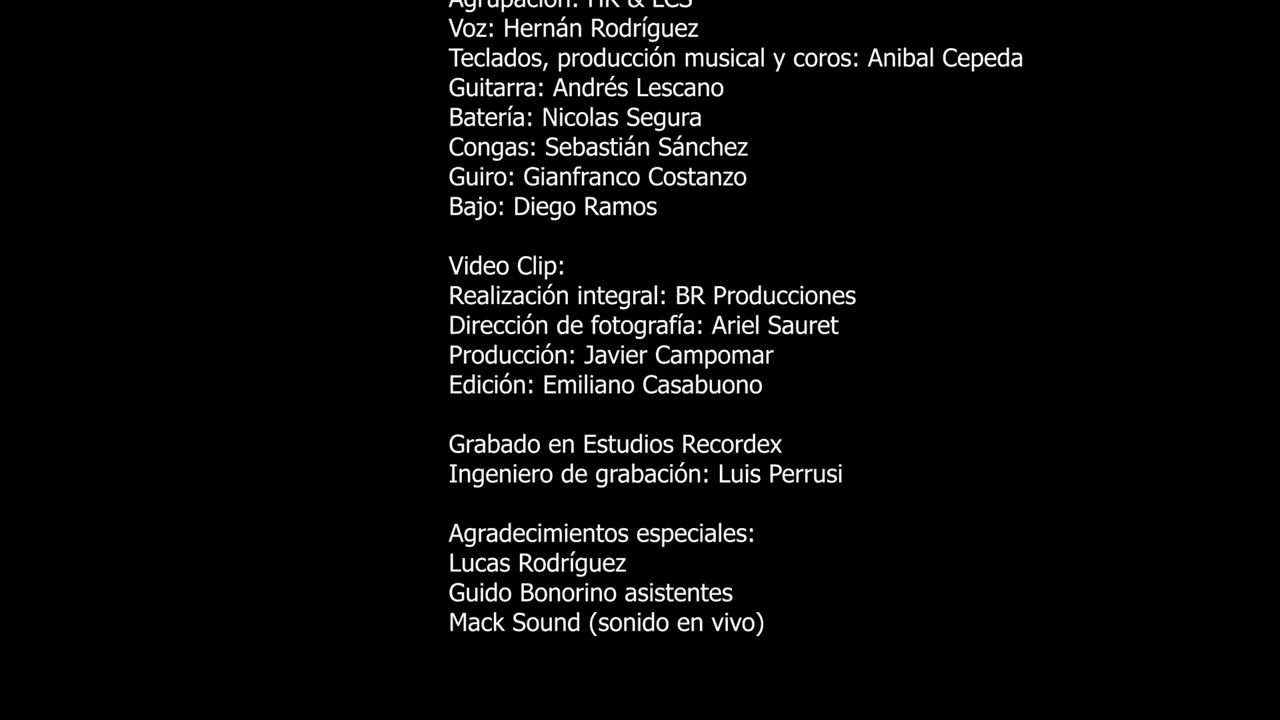 Agrupación: HR & LCS
Voz: Hernán Rodríguez
Teclados, producción musical y coros: Anibal Cepeda
Guitarra: Andrés Lescano
Batería: Nicolas Segura
Congas: Sebastián Sánchez
Guiro: Gianfranco Costanzo
Bajo: Diego Ramos
Video Clip:
Realización integral: BR Producciones
Dirección de fotografía: Ariel Sauret
Producción: Javier Campomar
Edición: Emiliano Casabuono
Grabado en Estudios Recordex
Ingeniero de grabación: Luis Perrusi
Agradecimientos especiales:
Lucas Rodríguez
Guido Bonorino asistentes
Mack Sound (sonido en vivo)